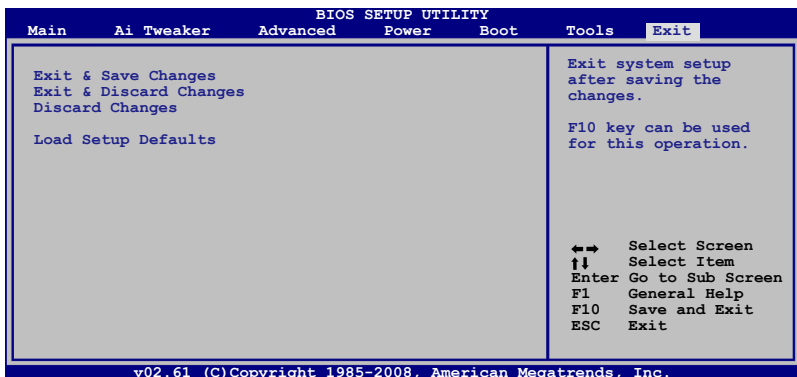 BIOS SETUP UTILITY
Main Ai Tweaker Advanced Power Boot Tools Exit
Exit & Save Changes
Exit & Discard Changes
Discard Changes
Load Setup Defaults
Exit system setup
after saving the
changes.
F10 key can be used
for this operation.
←→ Select Screen
↑↓ Select Item
Enter Go to Sub Screen
F1 General Help
F10 Save and Exit
ESC Exit
v02.61 (C)Copyright 1985-2008, American Megatrends, Inc.